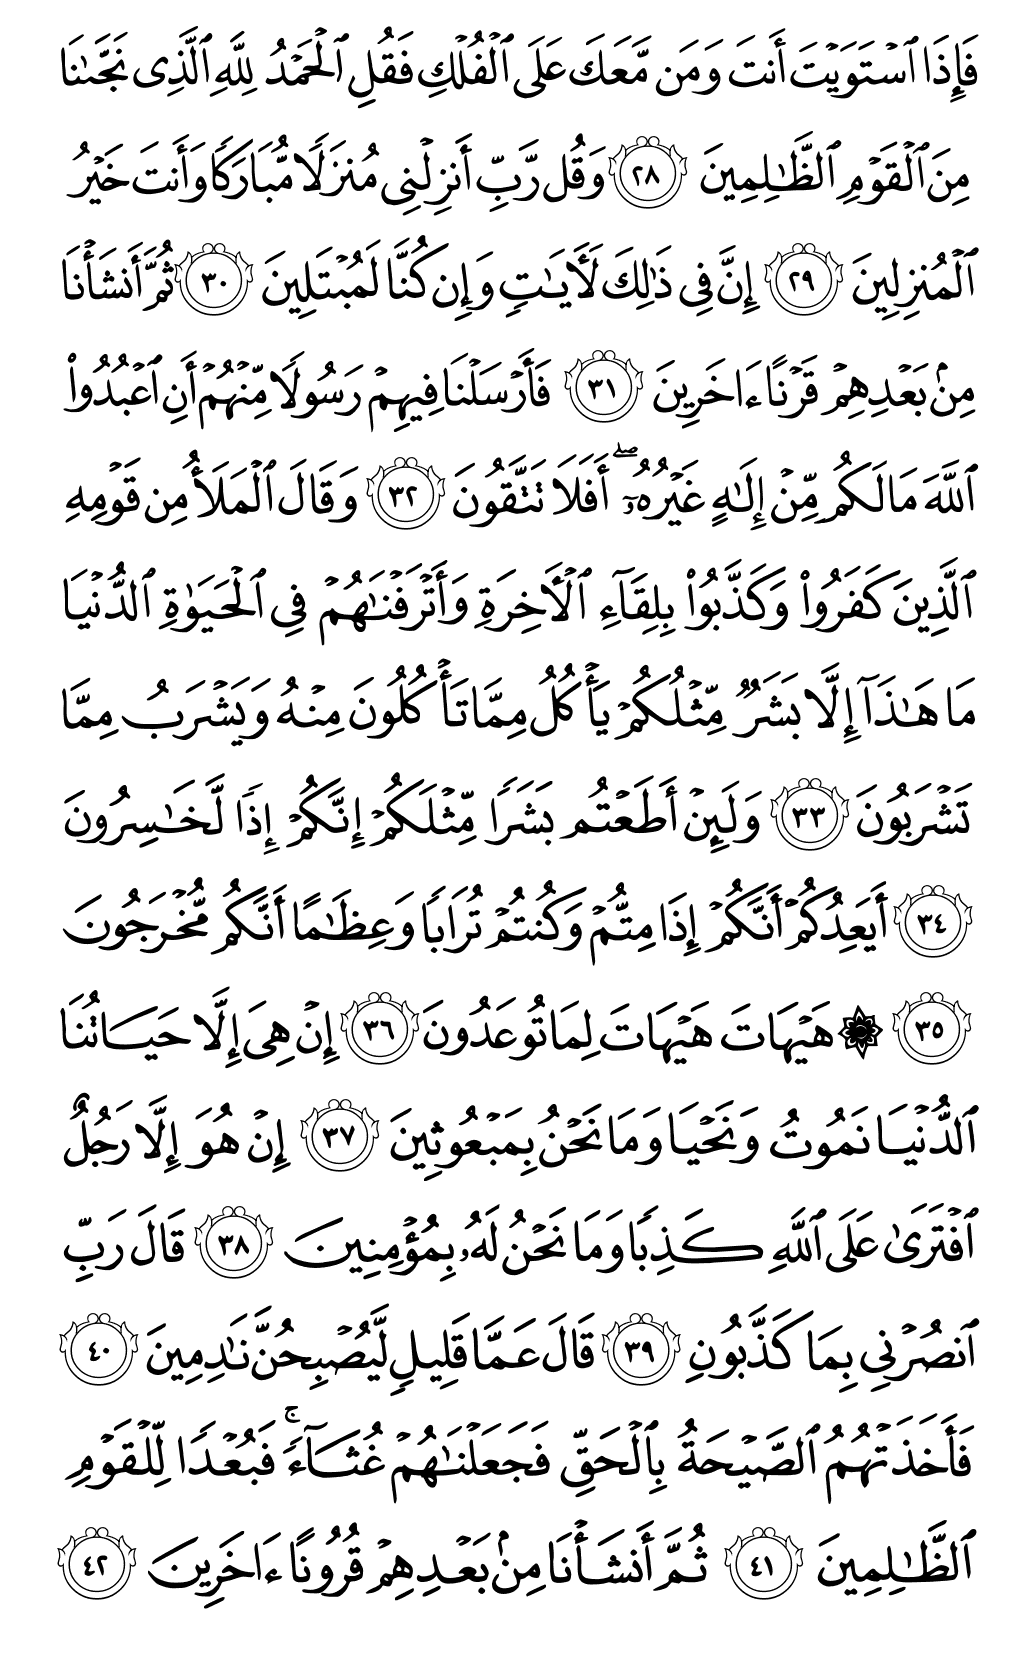 فَإِذَا ٱسۡتَوَيۡتَ أَنتَ وَمَن مَّعَكَ عَلَى ٱلۡفُلۡكِ فَقُلِ ٱلۡحَمۡدُ لِلَّهِ ٱلَّذِى نَجَّىٰنَا
مِنَ ٱلۡقَوۡمِ ٱلظَّـٰلِمِينَ ٢٨ وَقُل رَّبِّ أَنزِلۡنِى مُنزَلًا مُّبَارَكًا وَأَنتَ خَيۡرُ
ٱلۡمُنزِلِينَ ٢٩ إِنَّ فِى ذَٰلِكَ لَأَيَـٰتٍ وَإِن كُنَّا لَمُبۡتَلِينَ ٣٠ ثُمَّ أَنشَأۡنَا
مِنۢ بَعۡدِهِمۡ قَرۡنًا ءَاخَرِينَ ٣١ فَأَرۡسَلۡنَا فِيهِمۡ رَسُولًا مِّنۡهُمۡ أَنِ ٱعۡبُدُواْ
ٱللَّهَ مَا لَكُم مِّنۡ إِلَـٰهٍ غَيۡرُهُۥٓۖ أَفَلَا تَتَّقُونَ ٣٢ وَقَالَ ٱلۡمَلَأُ مِن قَوۡمِهِ
ٱلَّذِينَ كَفَرُواْ وَكَذَّبُواْ بِلِقَآءِ ٱلۡأَخِرَةِ وَأَتۡرَفۡنَـٰهُمۡ فِى ٱلۡحَيَوٰةِ ٱلدُّنۡيَا
مَا هَـٰذَآ إِلَّا بَشَرٌ مِّثۡلُكُمۡ يَأۡكُلُ مِمَّا تَأۡكُلُونَ مِنۡهُ وَيَشۡرَبُ مِمَّا
تَشۡرَبُونَ ٣٣ وَلَئِنۡ أَطَعۡتُم بَشَرًا مِّثۡلَكُمۡ إِنَّكُمۡ إِذًا لَّخَـٰسِرُونَ
٣٤ أَيَعِدُكُمۡ أَنَّكُمۡ إِذَا مِتُّمۡ وَكُنتُمۡ تُرَابًا وَعِظَـٰمًا أَنَّكُم مُّخۡرَجُونَ
٣٥ ۞ هَيۡهَاتَ هَيۡهَاتَ لِمَا تُوعَدُونَ ٣٦ إِنۡ هِىَ إِلَّا حَيَاتُنَا
ٱلدُّنۡيَا نَمُوتُ وَنَحۡيَا وَمَا نَحۡنُ بِمَبۡعُوثِينَ ٣٧ إِنۡ هُوَ إِلَّا رَجُلٌ
ٱفۡتَرَىٰ عَلَى ٱللَّهِ كَذِبًا وَمَا نَحۡنُ لَهُۥ بِمُؤۡمِنِينَ ٣٨ قَالَ رَبِّ
ٱنصُرۡنِى بِمَا كَذَّبُونِ ٣٩ قَالَ عَمَّا قَلِيلٍ لَّيُصۡبِحُنَّ نَـٰدِمِينَ ٤٠
فَأَخَذَتۡهُمُ ٱلصَّيۡحَةُ بِٱلۡحَقِّ فَجَعَلۡنَـٰهُمۡ غُثَآءًۚ فَبُعۡدًا لِّلۡقَوۡمِ
ٱلظَّـٰلِمِينَ ٤١ ثُمَّ أَنشَأۡنَا مِنۢ بَعۡدِهِمۡ قُرُونًا ءَاخَرِينَ ٤٢